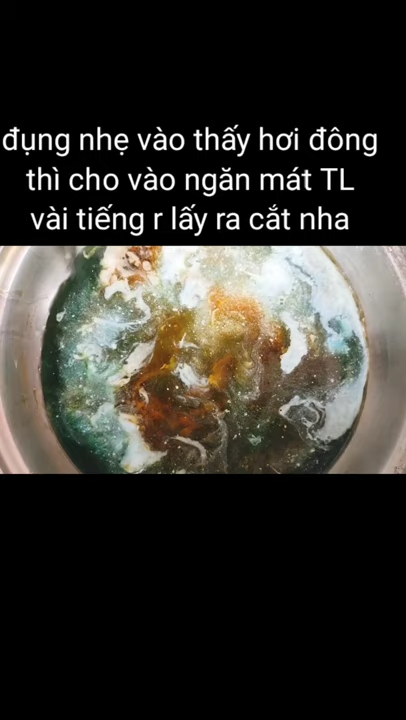 đụng nhẹ vào thấy hơi đông
thì cho vào ngăn mát TL
vài tiếng r lấy ra cắt nha